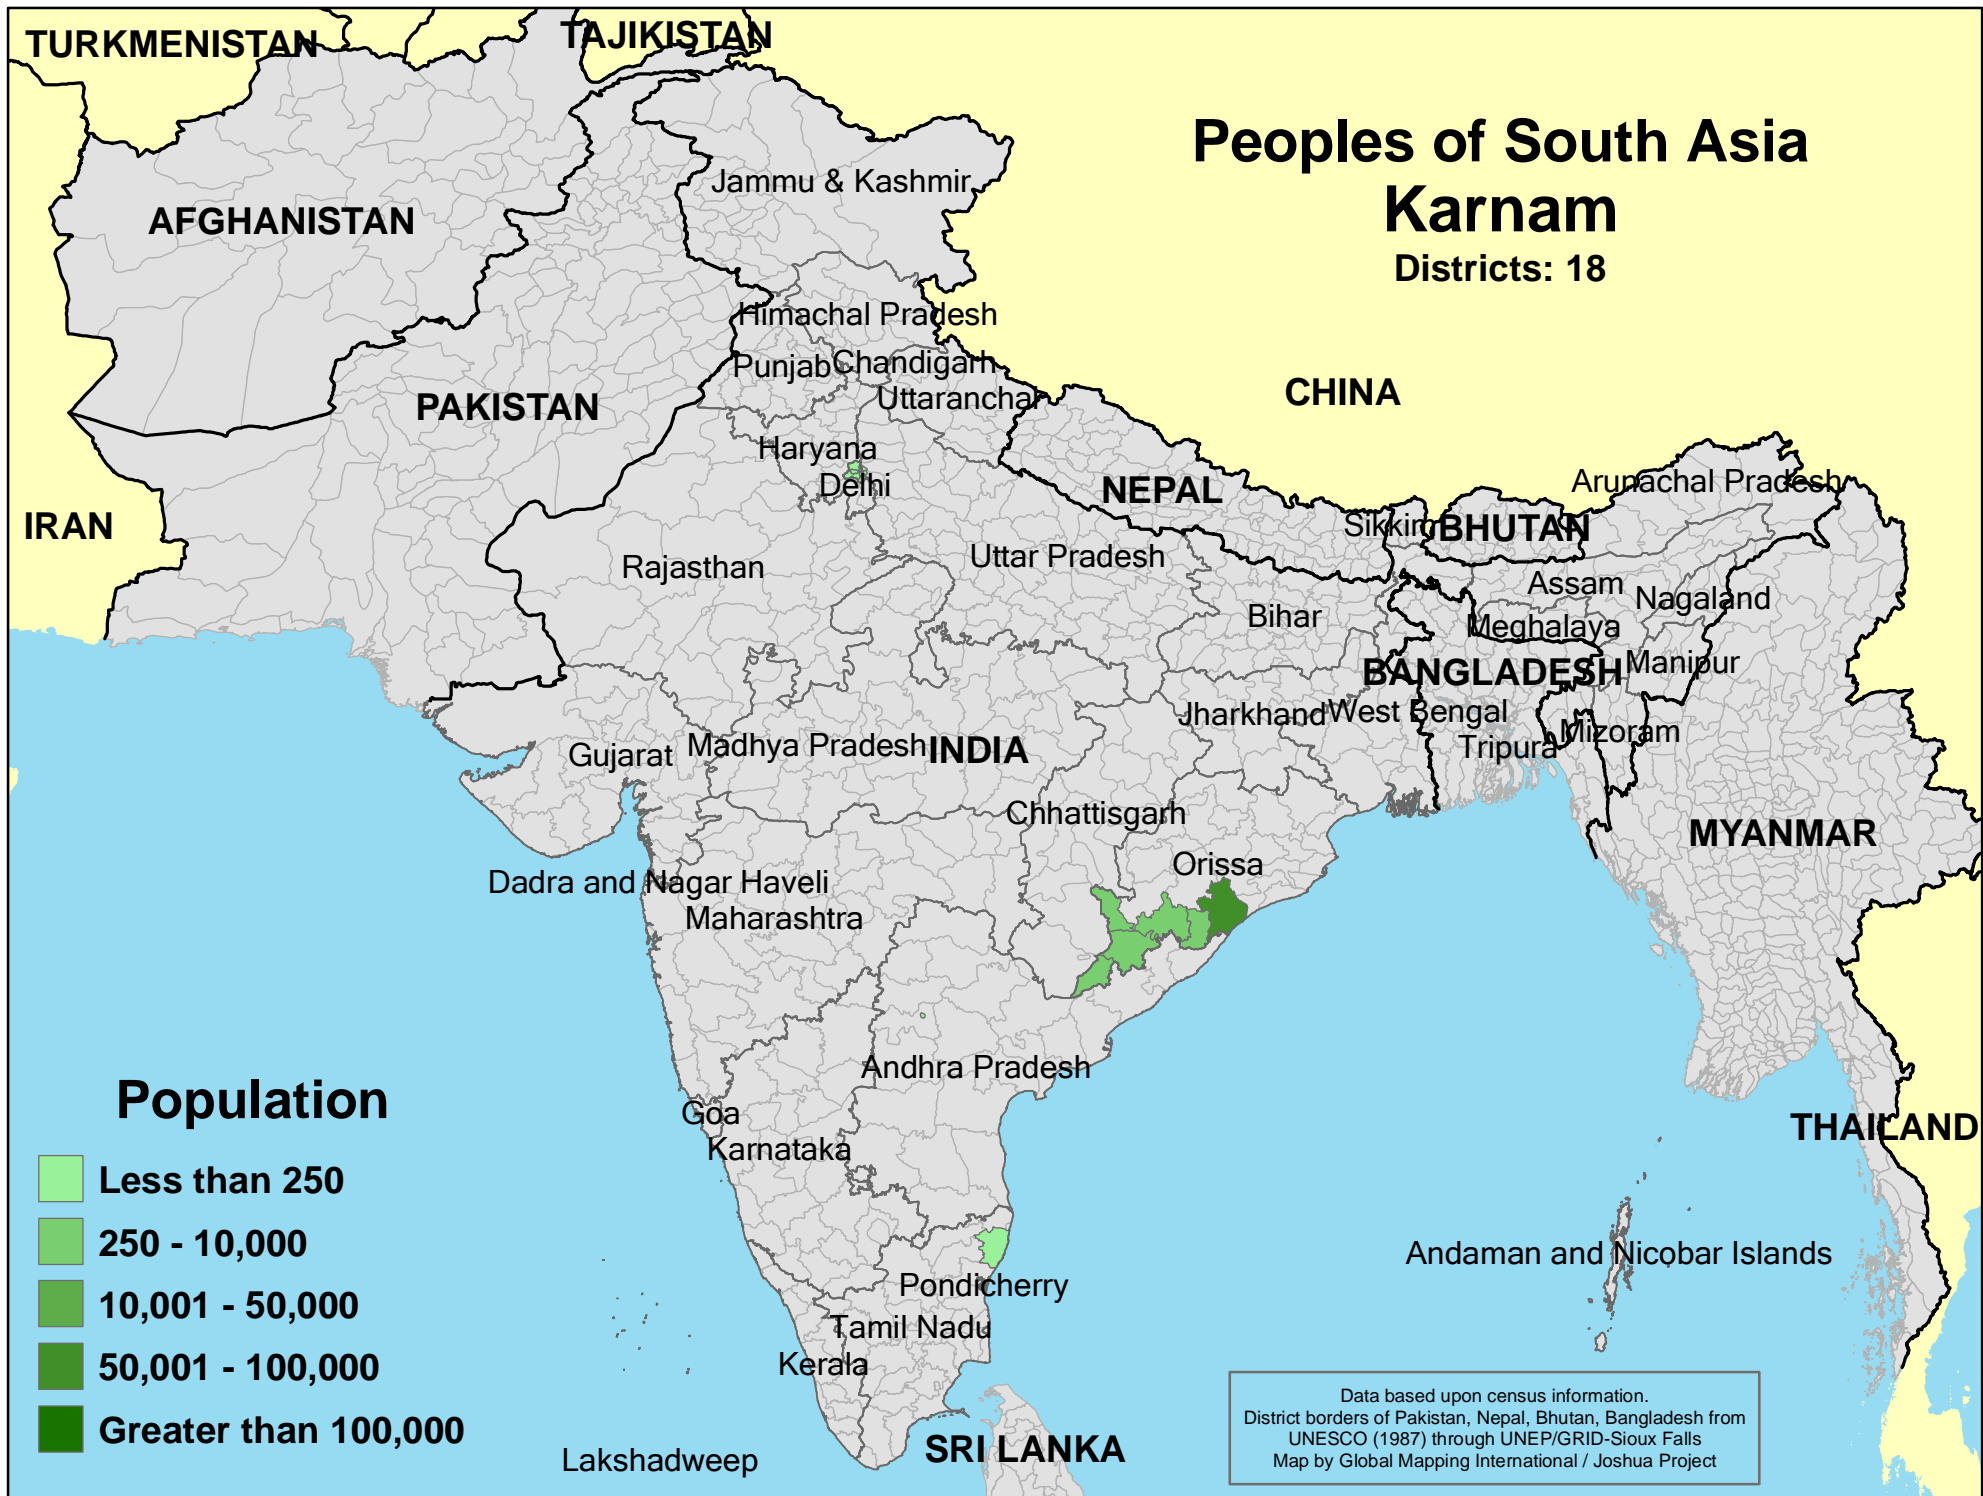 TURKMENISTAN
TAJIKISTAN
Peoples of South Asia
Karnam
Districts: 18
Jammu & Kashmir
AFGHANISTAN
Himachal Pradesh
Punjab
Chandigarh
CHINA
Uttaranchal
PAKISTAN
Haryana
Delhi
NEPAL
Arunachal Pradesh
IRAN
Sikkim
BHUTAN
Rajasthan
Uttar Pradesh
Assam
Nagaland
Bihar
Meghalaya
BANGLADESH
Manipur
Jharkhand
West Bengal
Gujarat
Madhya Pradesh
INDIA
Tripura
Mizoram
Chhattisgarh
MYANMAR
Orissa
Dadra and Nagar Haveli
Maharashtra
Andhra Pradesh
Goa
Karnataka
THAILAND
Population
Less than 250
250 - 10,000
10,001 - 50,000
50,001 - 100,000
Greater than 100,000
Andaman and Nicobar Islands
Pondicherry
Tamil Nadu
Kerala
Lakshadweep
SRI LANKA
Data based upon census information.
District borders of Pakistan, Nepal, Bhutan, Bangladesh from
UNESCO (1987) through UNEP/GRID-Sioux Falls
Map by Global Mapping International / Joshua Project